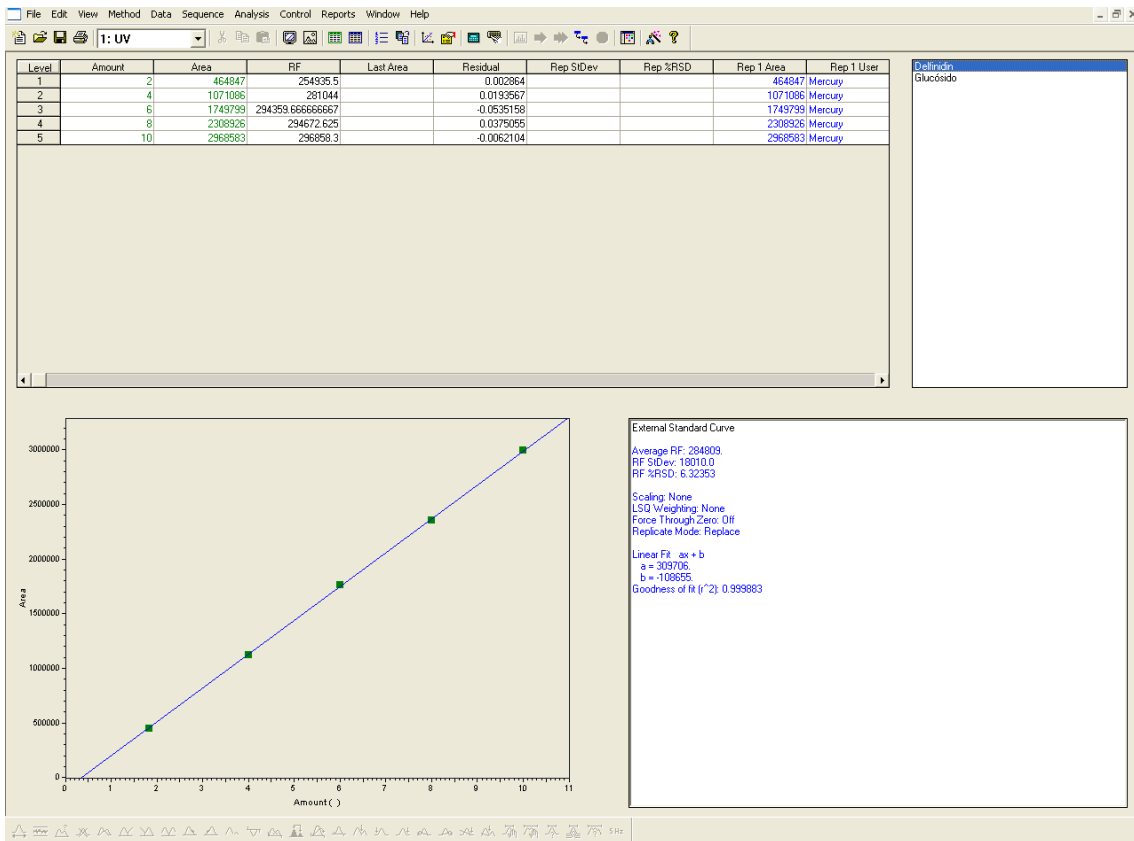 File Edit View Method Data Sequence Analysis Control Reports Window Help
1: UV
Level Amount Area RF Last Area Residual Rep StDev Rep %RSD Rep 1 Area Rep 1 User
1 2 464847 254935.5 0.002864 464847 Mercury
2 4 1071086 281044 0.0193567 1071086 Mercury
3 6 1749799 294359.666666667 -0.0535158 1749799 Mercury
4 8 2308926 294672.625 0.0375055 2308926 Mercury
5 10 2968583 296858.3 -0.0062104 2968583 Mercury
Delfinidin
Glucósido
3000000
2500000
2000000
1500000
1000000
500000
0
Area
0 1 2 3 4 5 6 7 8 9 10 11
Amount ( )
External Standard Curve
Average RF: 284809.
RF StDev: 18010.0
RF %RSD: 6.32353
Scaling: None
LSQ Weighting: None
Force Through Zero: Off
Replicate Mode: Replace
Linear Fit ax + b
a = 309706.
b = -108655.
Goodness of fit (r^2): 0.999883
5 Hz